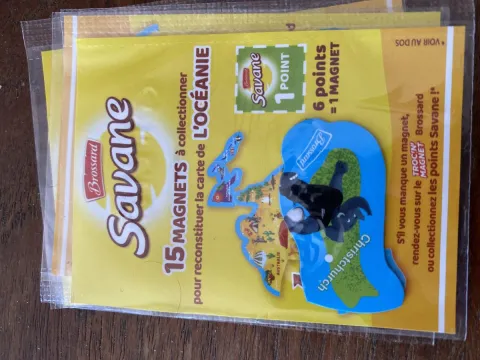 Brossard
Savane
15 MAGNETS à collectionner
pour reconstituer la carte de L'OCÉANIE
Brossard
Savane
1 POINT
6 points
= 1 MAGNET
*VOIR AU DOS
Brossard
Christchurch
S'il vous manque un magnet,
rendez-vous sur le TROC'N' MAGNET Brossard
ou collectionnez les points Savane !*